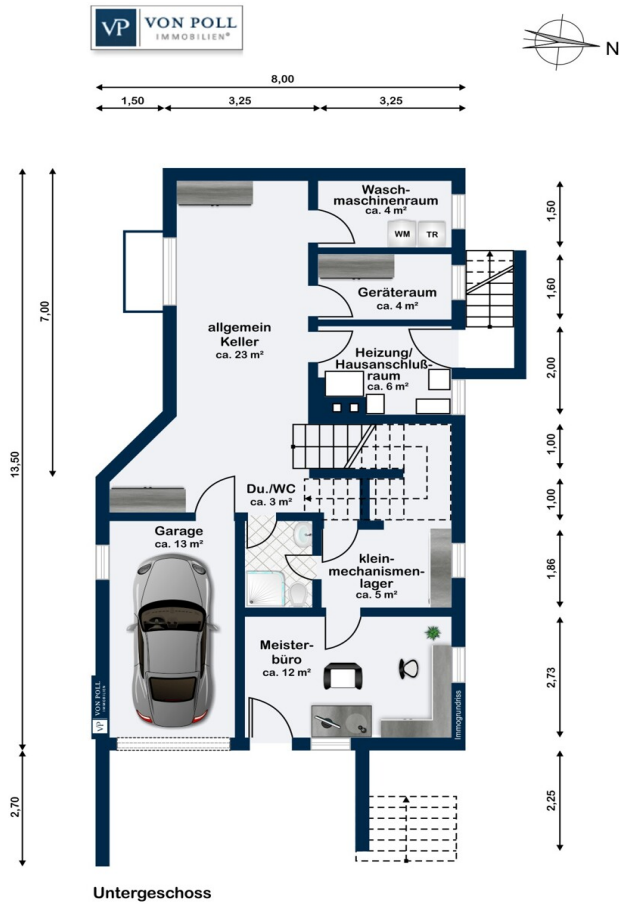 VP VON POLL
IMMOBILIEN®
N
8,00
1,50 3,25 3,25
Wasch-
maschinenraum
ca. 4 m²
WM TR
1,50
Geräteraum
ca. 4 m²
1,60
7,00
allgemein
Keller
ca. 23 m²
Heizung/
Hausanschluß-
raum
ca. 6 m²
2,00
13,50
1,00
Du./WC
ca. 3 m²
1,00
Garage
ca. 13 m²
klein-
mechanismen-
lager
ca. 5 m²
1,86
Meister-
büro
ca. 12 m²
2,73
VP VON POLL
IMMOBILIEN
Immogrundriss
2,70
2,25
Untergeschoss